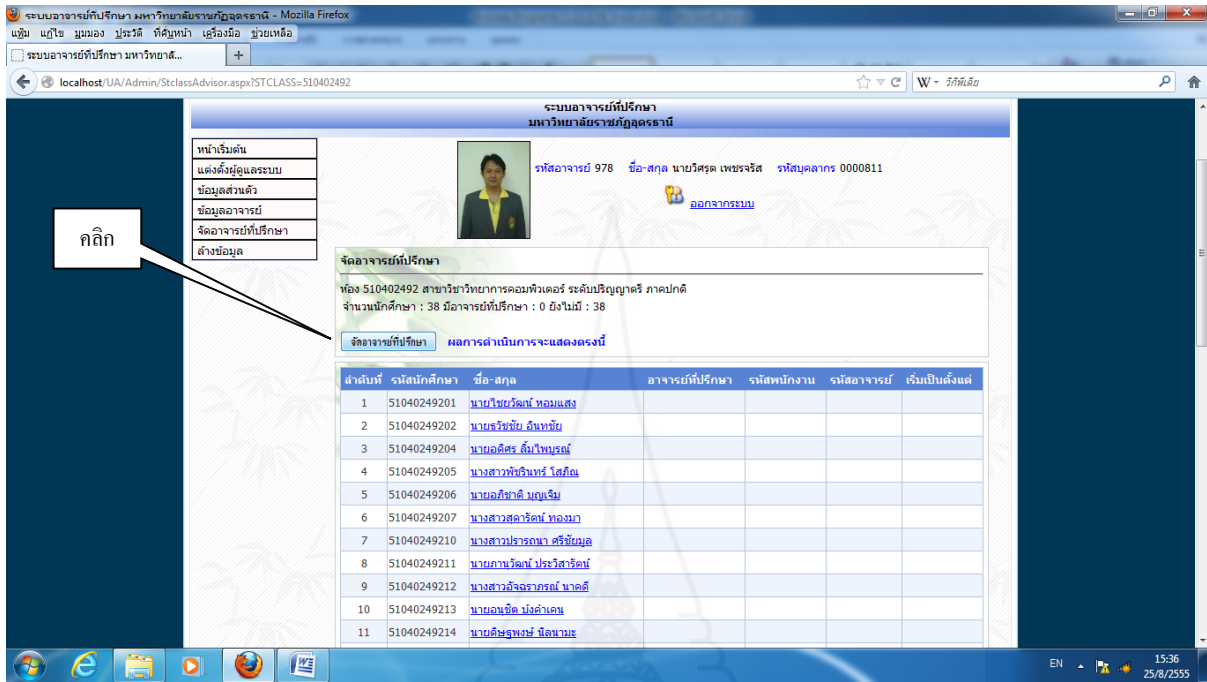 ระบบอาจารย์ที่ปรึกษา มหาวิทยาลัยราชภัฏอุดรธานี - Mozilla Firefox
แฟ้ม แก้ไข มุมมอง ประวัติ ที่คั่นหน้า เครื่องมือ ช่วยเหลือ
ระบบอาจารย์ที่ปรึกษา มหาวิทยาลั... +
localhost/UA/Admin/StclassAdvisor.aspx?STCLASS=510402492 W - วิกิพีเดีย
ระบบอาจารย์ที่ปรึกษา
มหาวิทยาลัยราชภัฏอุดรธานี
หน้าเริ่มต้น
แต่งตั้งผู้ดูแลระบบ
ข้อมูลส่วนตัว
ข้อมูลอาจารย์
จัดอาจารย์ที่ปรึกษา
ล้างข้อมูล
รหัสอาจารย์ 978 ชื่อ-สกุล นายวิศรุต เพชรจรัส รหัสบุคลากร 0000811
ออกจากระบบ
คลิก
จัดอาจารย์ที่ปรึกษา
ห้อง 510402492 สาขาวิชาวิทยาการคอมพิวเตอร์ ระดับปริญญาตรี ภาคปกติ
จำนวนนักศึกษา : 38 มีอาจารย์ที่ปรึกษา : 0 ยังไม่มี : 38
จัดอาจารย์ที่ปรึกษา ผลการดำเนินการจะแสดงตรงนี้
ลำดับที่ รหัสนักศึกษา ชื่อ-สกุล อาจารย์ที่ปรึกษา รหัสพนักงาน รหัสอาจารย์ เริ่มเป็นตั้งแต่
1 51040249201 นายไชยวัฒน์ หอมแสง
2 51040249202 นายธวัชชัย อินทชัย
3 51040249204 นายอดิศร ลิ้มไพบูรณ์
4 51040249205 นางสาวพัชรินทร์ โสภิณ
5 51040249206 นายอภิชาติ บุญเจิม
6 51040249207 นางสาวสุดารัตน์ ทองมา
7 51040249210 นางสาวปรารถนา ศรีชัยมูล
8 51040249211 นายภานุวัฒน์ ประวิสารัตน์
9 51040249212 นางสาวอัจฉราภรณ์ นาคดี
10 51040249213 นายอนุชิต บังคำเคน
11 51040249214 นายดิษฐพงษ์ นิลนามะ
EN 15:36
25/8/2555